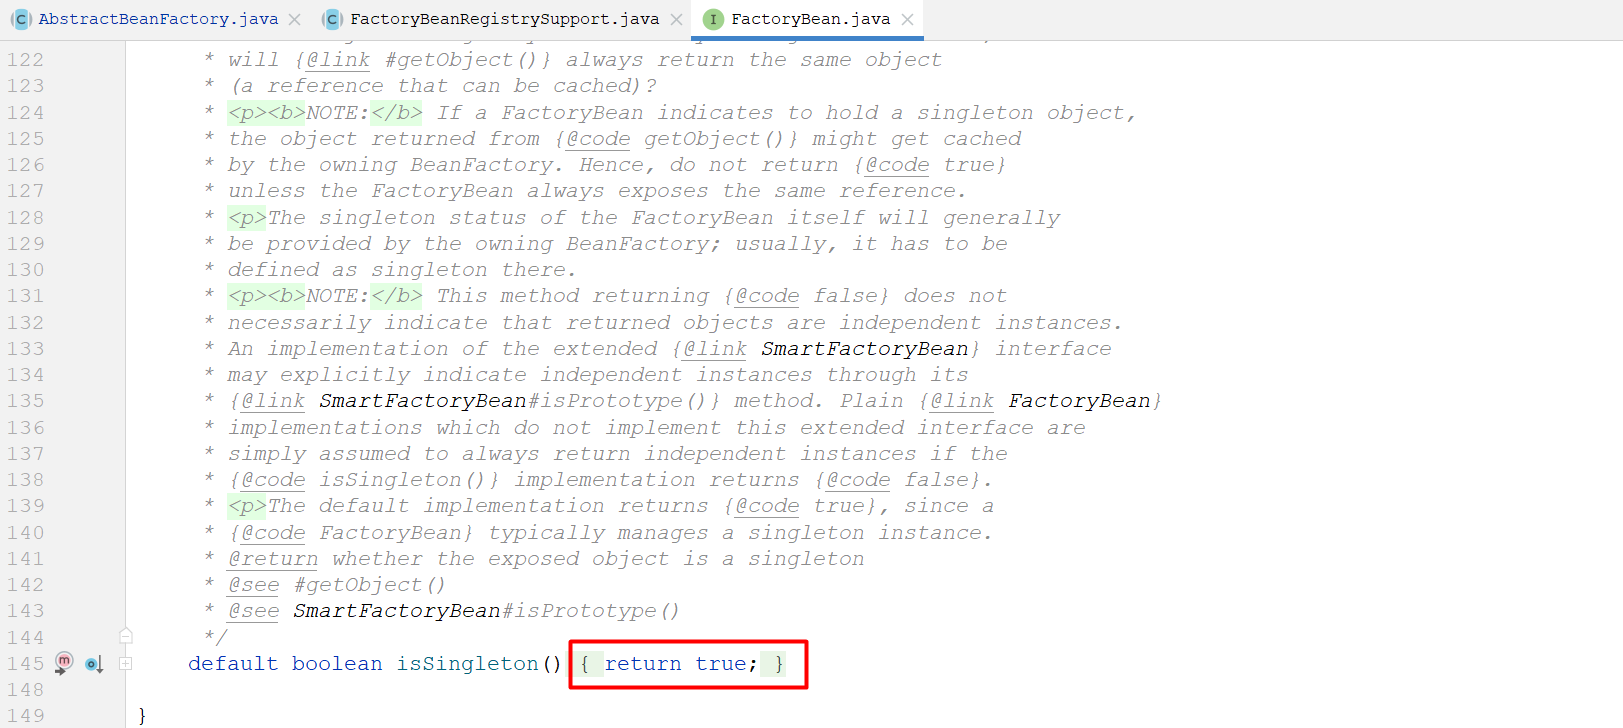 AbstractBeanFactory.java FactoryBeanRegistrySupport.java FactoryBean.java
122 * will {@link #getObject()} always return the same object
123 * (a reference that can be cached)?
124 * <p><b>NOTE:</b> If a FactoryBean indicates to hold a singleton object,
125 * the object returned from {@code getObject()} might get cached
126 * by the owning BeanFactory. Hence, do not return {@code true}
127 * unless the FactoryBean always exposes the same reference.
128 * <p>The singleton status of the FactoryBean itself will generally
129 * be provided by the owning BeanFactory; usually, it has to be
130 * defined as singleton there.
131 * <p><b>NOTE:</b> This method returning {@code false} does not
132 * necessarily indicate that returned objects are independent instances.
133 * An implementation of the extended {@link SmartFactoryBean} interface
134 * may explicitly indicate independent instances through its
135 * {@link SmartFactoryBean#isPrototype()} method. Plain {@link FactoryBean}
136 * implementations which do not implement this extended interface are
137 * simply assumed to always return independent instances if the
138 * {@code isSingleton()} implementation returns {@code false}.
139 * <p>The default implementation returns {@code true}, since a
140 * {@code FactoryBean} typically manages a singleton instance.
141 * @return whether the exposed object is a singleton
142 * @see #getObject()
143 * @see SmartFactoryBean#isPrototype()
144 */
145 default boolean isSingleton() { return true; }
148
149 }